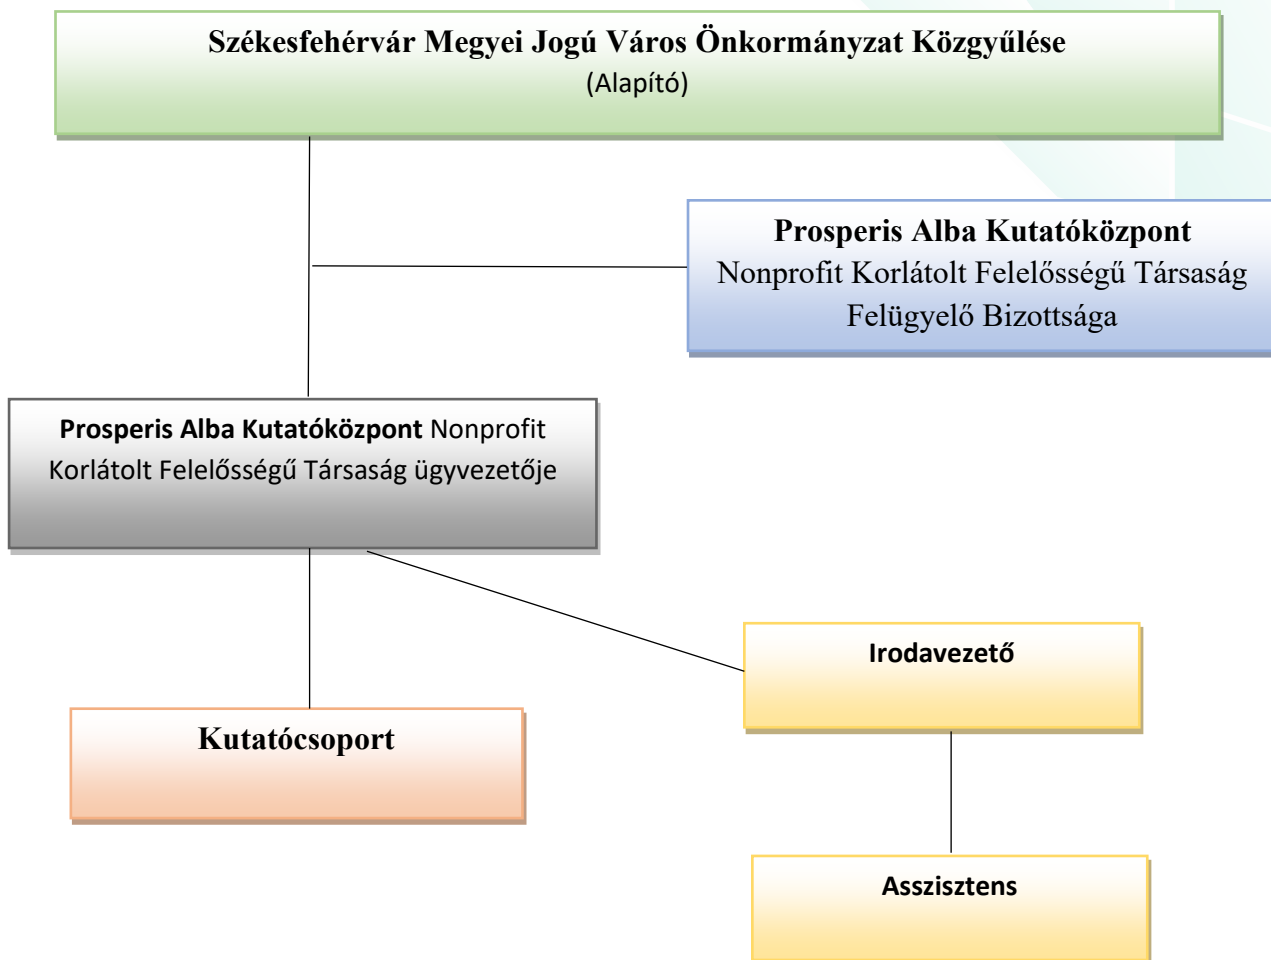 Székesfehérvár Megyei Jogú Város Önkormányzat Közgyűlése
(Alapító)
Prosperis Alba Kutatóközpont
Nonprofit Korlátolt Felelősségű Társaság
Felügyelő Bizottsága
Prosperis Alba Kutatóközpont Nonprofit
Korlátolt Felelősségű Társaság ügyvezetője
Irodavezető
Kutatócsoport
Asszisztens